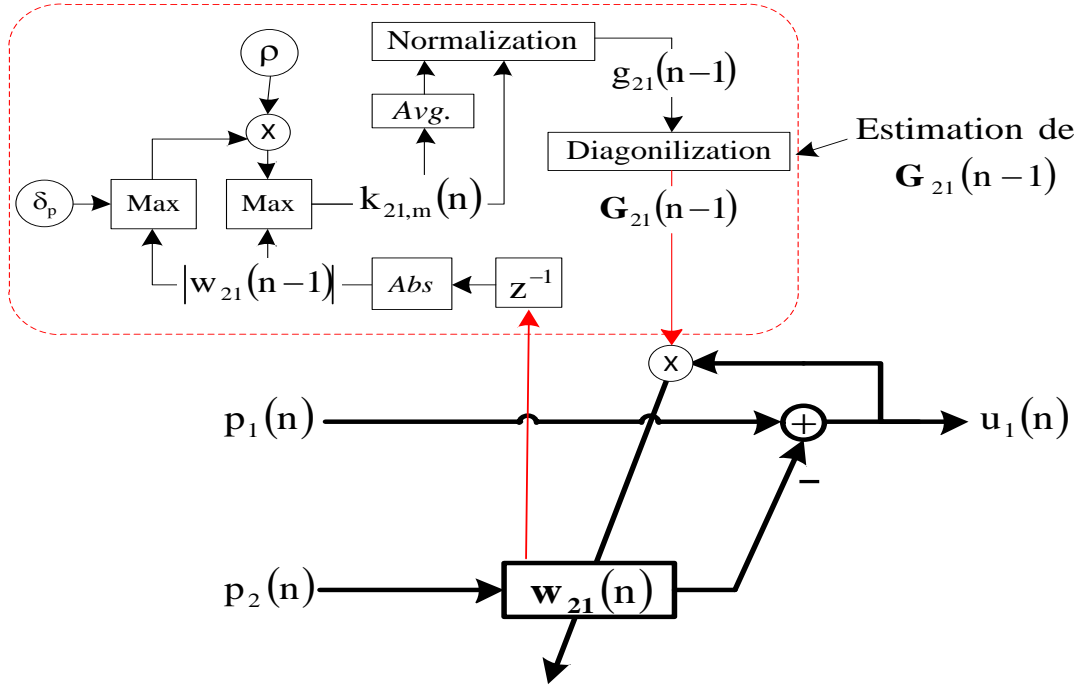 Normalization
ρ
g₂₁(n−1)
Avg.
x
Diagonilization
Estimation de
G₂₁(n−1)
δₚ
Max
Max
k₂₁,ₘ(n)
G₂₁(n−1)
|w₂₁(n−1)|
Abs
z⁻¹
x
p₁(n)
+
u₁(n)
−
p₂(n)
w₂₁(n)